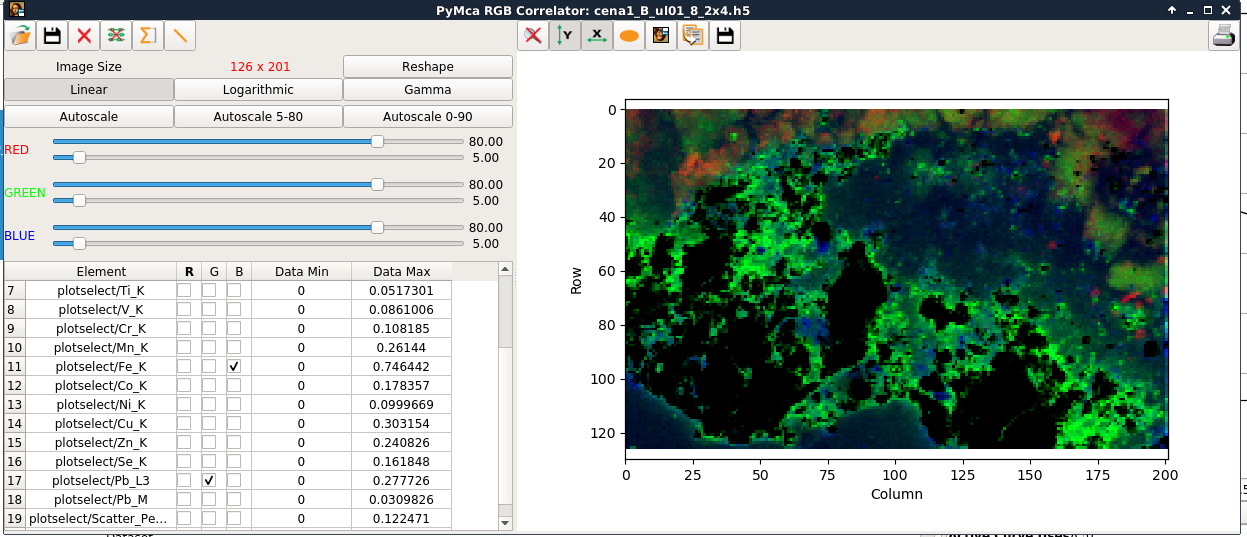 PyMca RGB Correlator: cena1_B_ul01_8_2x4.h5
Image Size 126 x 201 Reshape
Linear Logarithmic Gamma
Autoscale Autoscale 5-80 Autoscale 0-90
RED 80.00
5.00
GREEN 80.00
5.00
BLUE 80.00
5.00
Element R G B Data Min Data Max
7 plotselect/Ti_K 0 0.0517301
8 plotselect/V_K 0 0.0861006
9 plotselect/Cr_K 0 0.108185
10 plotselect/Mn_K 0 0.26144
11 plotselect/Fe_K 0 0.746442
12 plotselect/Co_K 0 0.178357
13 plotselect/Ni_K 0 0.0999669
14 plotselect/Cu_K 0 0.303154
15 plotselect/Zn_K 0 0.240826
16 plotselect/Se_K 0 0.161848
17 plotselect/Pb_L3 0 0.277726
18 plotselect/Pb_M 0 0.0309826
19 plotselect/Scatter_Pe... 0 0.122471
Y
X
0
20
40
60
80
100
120
Row
0 25 50 75 100 125 150 175 200
Column